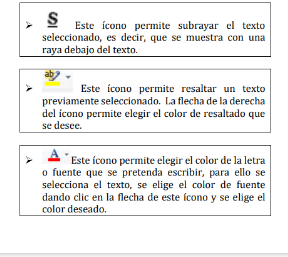 ➢ S Este ícono permite subrayar el texto
seleccionado, es decir, que se muestra con una
raya debajo del texto.
➢ ab Este ícono permite resaltar un texto
previamente seleccionado. La flecha de la derecha
del ícono permite elegir el color de resaltado que
se desee.
➢ A Este ícono permite elegir el color de la letra
o fuente que se pretenda escribir, para ello se
selecciona el texto, se elige el color de fuente
dando clic en la flecha de este ícono y se elige el
color deseado.